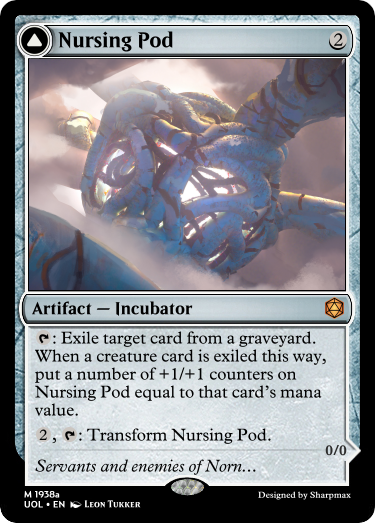 Nursing Pod 2
Artifact — Incubator
: Exile target card from a graveyard.
When a creature card is exiled this way,
put a number of +1/+1 counters on
Nursing Pod equal to that card's mana
value.
2 , : Transform Nursing Pod.
0/0
Servants and enemies of Norn…
M 1938a
UOL • EN Leon Tukker
Designed by Sharpmax